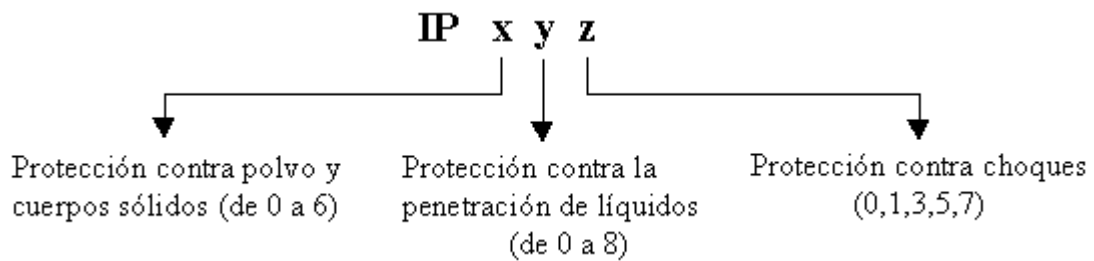 IP x y z
Protección contra polvo y
cuerpos sólidos (de 0 a 6)
Protección contra la
penetración de líquidos
(de 0 a 8)
Protección contra choques
(0,1,3,5,7)